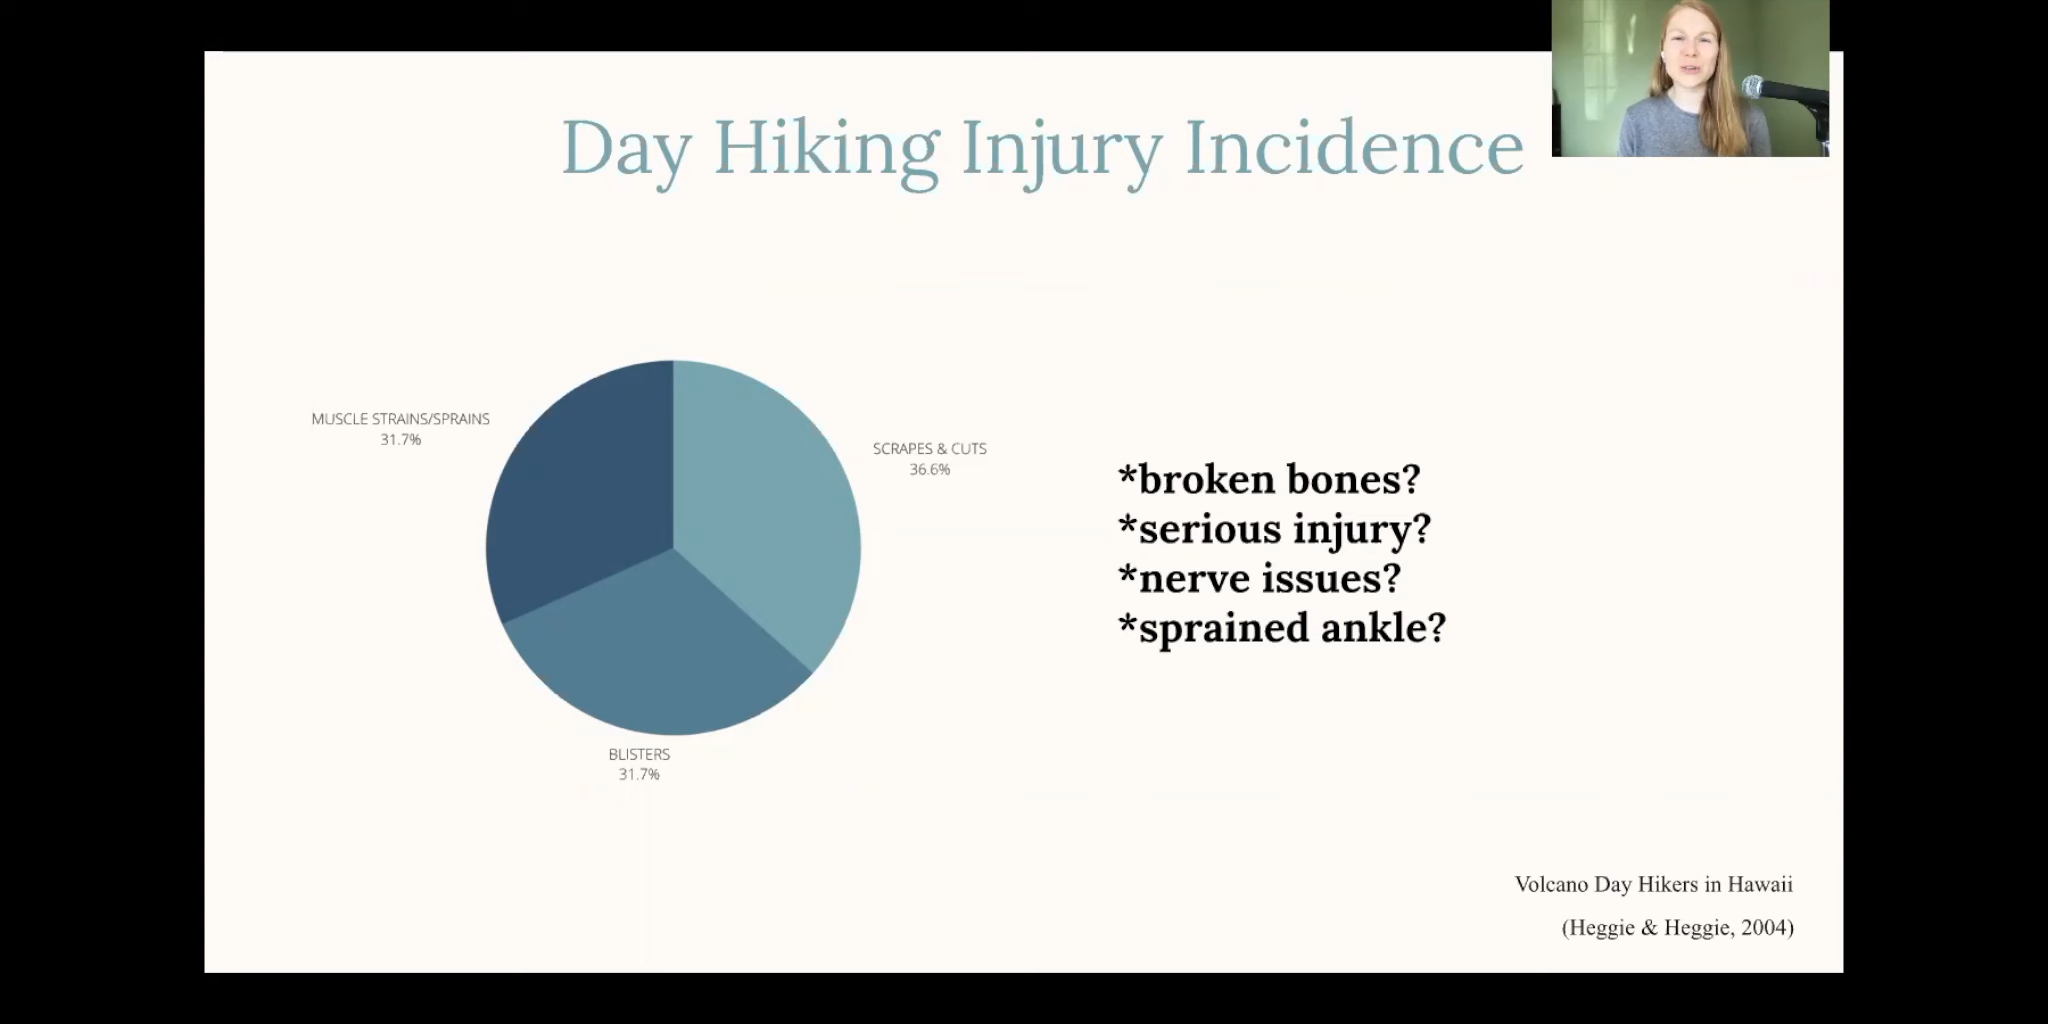 Day Hiking Injury Incidence
MUSCLE STRAINS/SPRAINS
31.7%
SCRAPES & CUTS
36.6%
BLISTERS
31.7%
*broken bones?
*serious injury?
*nerve issues?
*sprained ankle?
Volcano Day Hikers in Hawaii
(Heggie & Heggie, 2004)